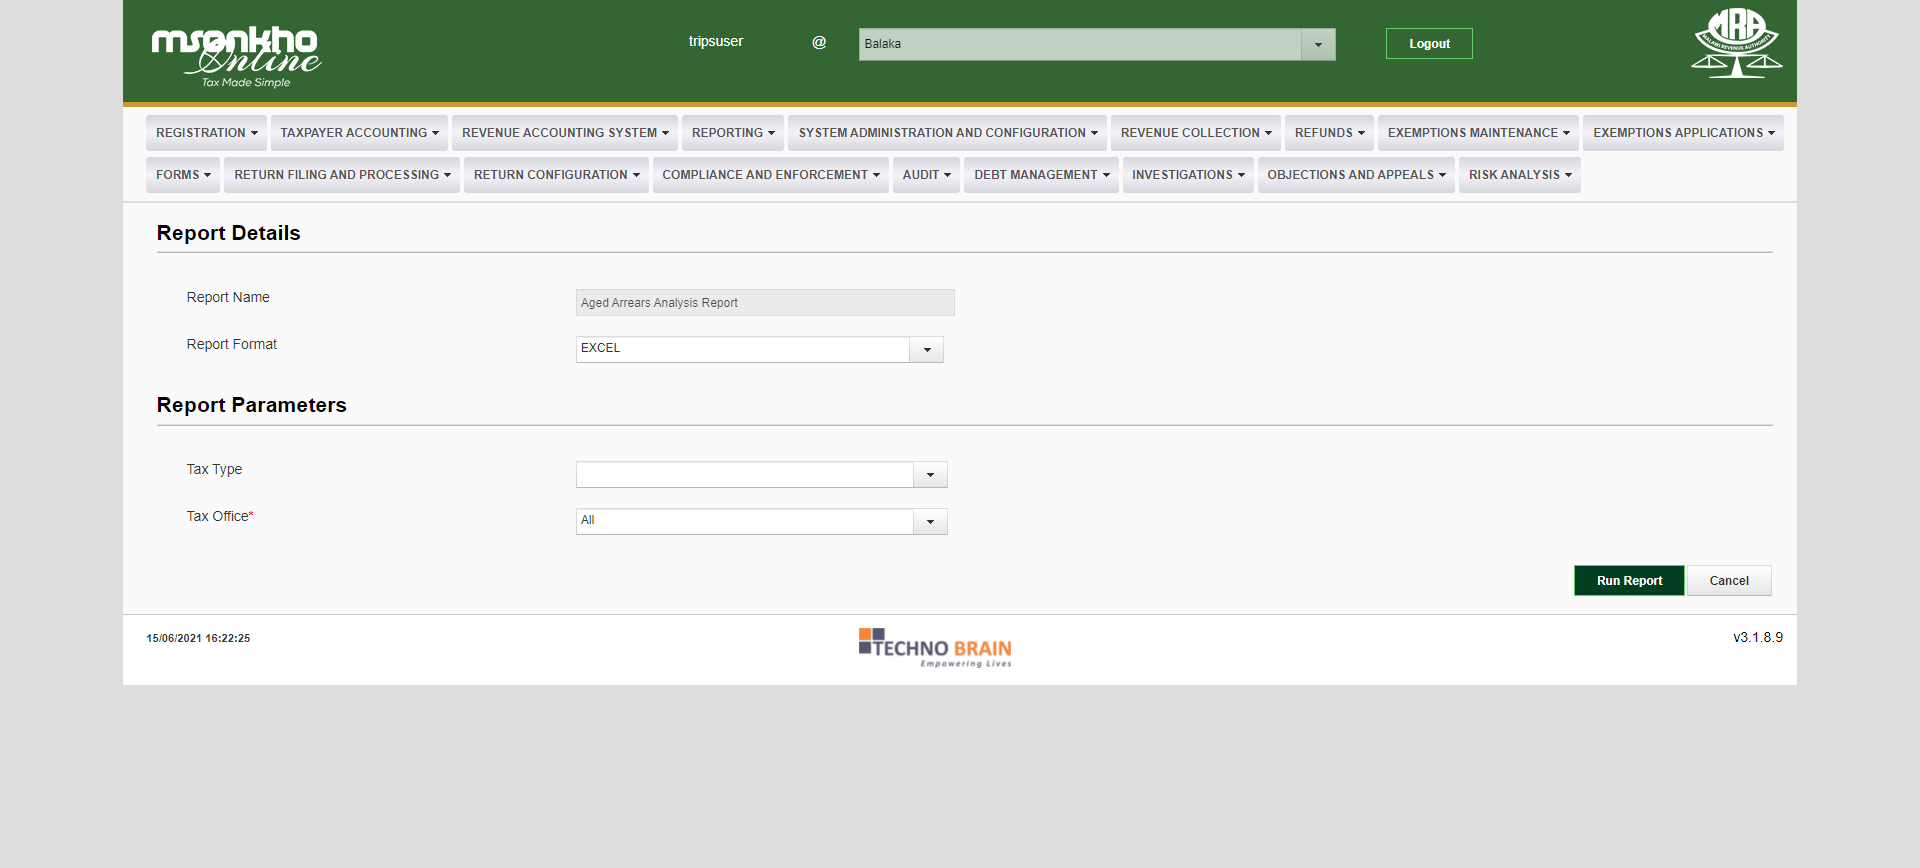 msonkho
Online
Tax Made Simple
tripsuser @ Balaka Logout
MRA
MALAWI REVENUE AUTHORITY
REGISTRATION TAXPAYER ACCOUNTING REVENUE ACCOUNTING SYSTEM REPORTING SYSTEM ADMINISTRATION AND CONFIGURATION REVENUE COLLECTION REFUNDS EXEMPTIONS MAINTENANCE EXEMPTIONS APPLICATIONS
FORMS RETURN FILING AND PROCESSING RETURN CONFIGURATION COMPLIANCE AND ENFORCEMENT AUDIT DEBT MANAGEMENT INVESTIGATIONS OBJECTIONS AND APPEALS RISK ANALYSIS
Report Details
Report Name Aged Arrears Analysis Report
Report Format EXCEL
Report Parameters
Tax Type
Tax Office* All
Run Report Cancel
15/06/2021 16:22:25 TECHNO BRAIN v3.1.8.9
Empowering Lives